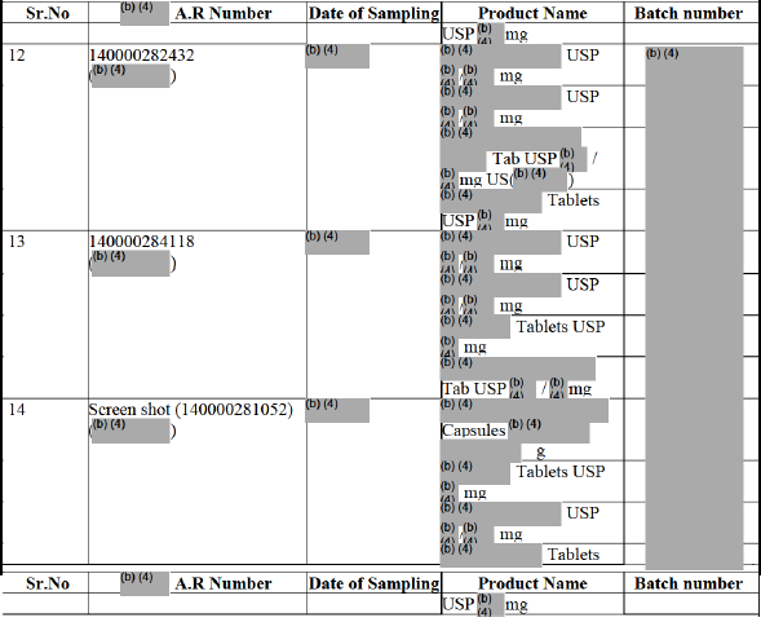 Sr.No (b) (4) A.R Number Date of Sampling Product Name Batch number
USP (b) (4) mg
12 140000282432 (b) (4) (b) (4) USP (b) (4)
((b) (4) ) (b) (4) / (b) (4) mg
(b) (4) USP
(b) (4) / (b) (4) mg
(b) (4)
Tab USP (b) (4) /
(b) (4) mg US( (b) (4) )
(b) (4) Tablets
USP (b) (4) mg
13 140000284118 (b) (4) (b) (4) USP
((b) (4) ) (b) (4) / (b) (4) mg
(b) (4) USP
(b) (4) / (b) (4) mg
(b) (4) Tablets USP
(b) (4) mg
(b) (4)
Tab USP (b) (4) / (b) (4) mg
14 Screen shot (140000281052) (b) (4) (b) (4)
((b) (4) ) Capsules (b) (4)
g
(b) (4) Tablets USP
(b) (4) mg
(b) (4) USP
(b) (4) / (b) (4) mg
(b) (4) Tablets
Sr.No (b) (4) A.R Number Date of Sampling Product Name Batch number
USP (b) (4) mg